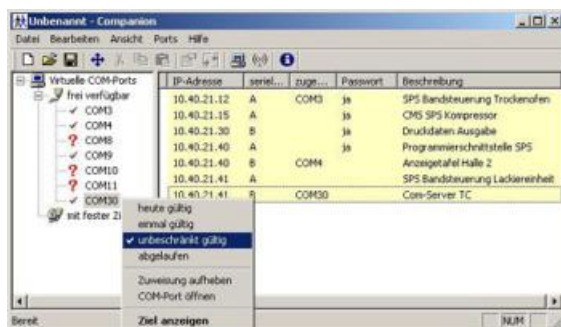 Unbenannt - Companion
Datei Bearbeiten Ansicht Ports Hilfe
Virtuelle COM-Ports
frei verfügbar
COM3
COM4
COM8
COM9
COM10
COM11
COM30
mit fester Zi
IP-Adresse seriel... zuge... Passwort Beschreibung
10.40.21.12 A COM3 ja SPS Bandsteuerung Trockenofen
10.40.21.15 A ja CMS SPS Kompressor
10.40.21.30 B ja Druckdaten Ausgabe
10.40.21.40 A ja Programmierschnittstelle SPS
10.40.21.40 B COM4 Anzeigetafel Halle 2
10.40.21.41 A SPS Bandsteuerung Lackiereinheit
10.40.21.41 B COM30 Com-Server TC
heute gültig
einmal gültig
unbeschränkt gültig
abgelaufen
Zuweisung aufheben
COM-Port öffnen
Ziel anzeigen
Bereit NUM